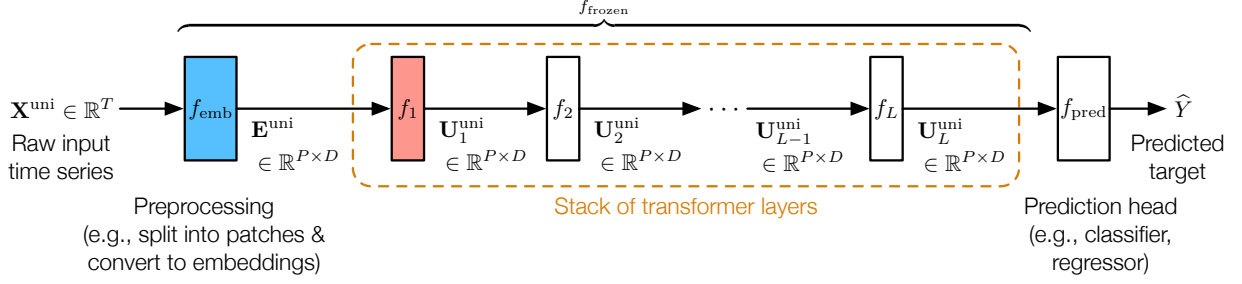 f_frozen
X^uni ∈ ℝ^T
Raw input
time series
f_emb
E^uni
∈ ℝ^{P×D}
f_1
U_1^uni
∈ ℝ^{P×D}
f_2
U_2^uni
∈ ℝ^{P×D}
· · ·
U_{L−1}^uni
∈ ℝ^{P×D}
f_L
U_L^uni
∈ ℝ^{P×D}
f_pred
Ŷ
Predicted
target
Preprocessing
(e.g., split into patches &
convert to embeddings)
Stack of transformer layers
Prediction head
(e.g., classifier,
regressor)